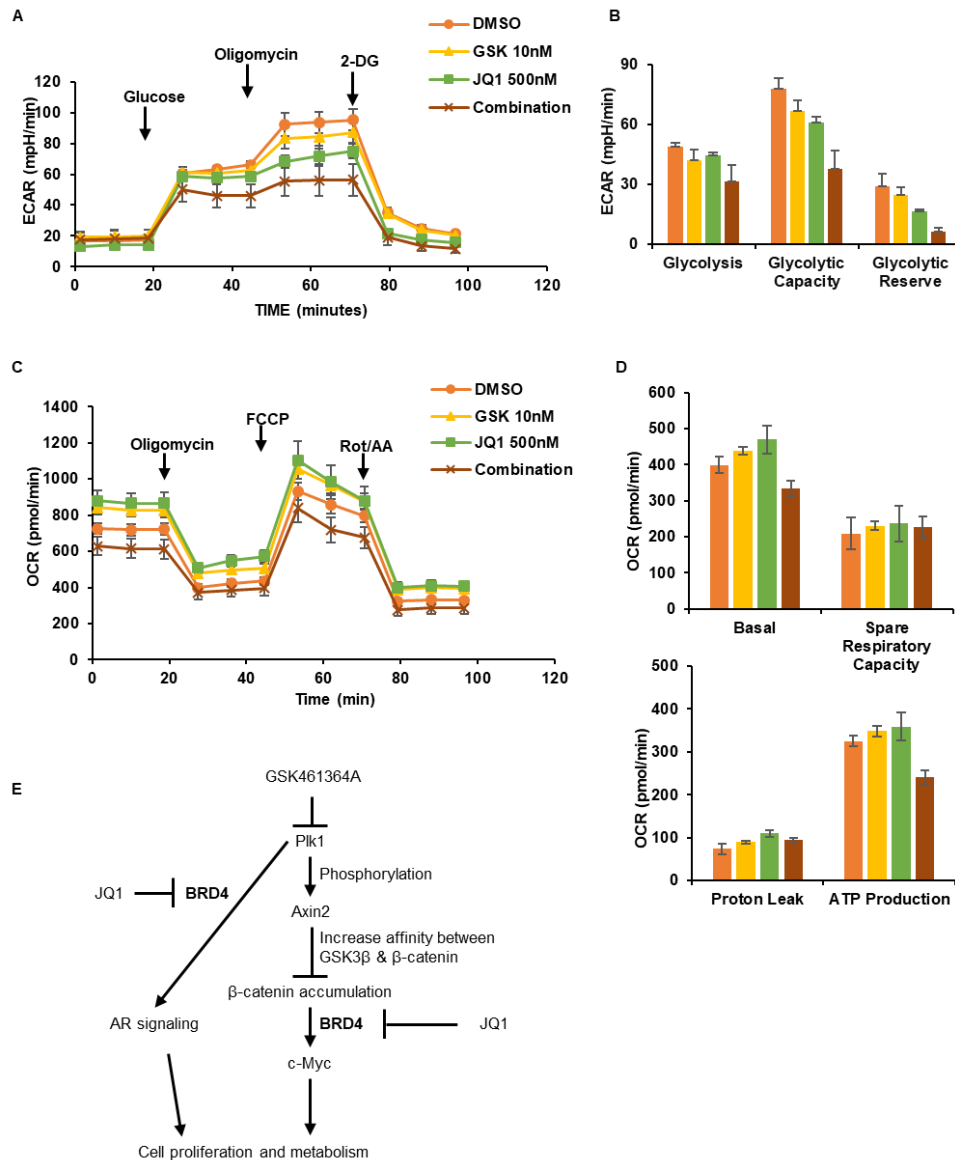 A
DMSO
GSK 10nM
JQ1 500nM
Combination
Glucose
Oligomycin
2-DG
ECAR (mpH/min)
120
100
80
60
40
20
0
0 20 40 60 80 100 120
TIME (minutes)
B
ECAR (mpH/min)
90
60
30
0
Glycolysis
Glycolytic
Capacity
Glycolytic
Reserve
C
DMSO
GSK 10nM
JQ1 500nM
Combination
Oligomycin
FCCP
Rot/AA
OCR (pmol/min)
1400
1200
1000
800
600
400
200
0
0 20 40 60 80 100 120
Time (min)
D
OCR (pmol/min)
600
500
400
300
200
100
0
Basal
Spare
Respiratory
Capacity
OCR (pmol/min)
500
400
300
200
100
0
Proton Leak
ATP Production
E
GSK461364A
Plk1
Phosphorylation
JQ1
BRD4
Axin2
Increase affinity between
GSK3β & β-catenin
β-catenin accumulation
AR signaling
BRD4
JQ1
c-Myc
Cell proliferation and metabolism